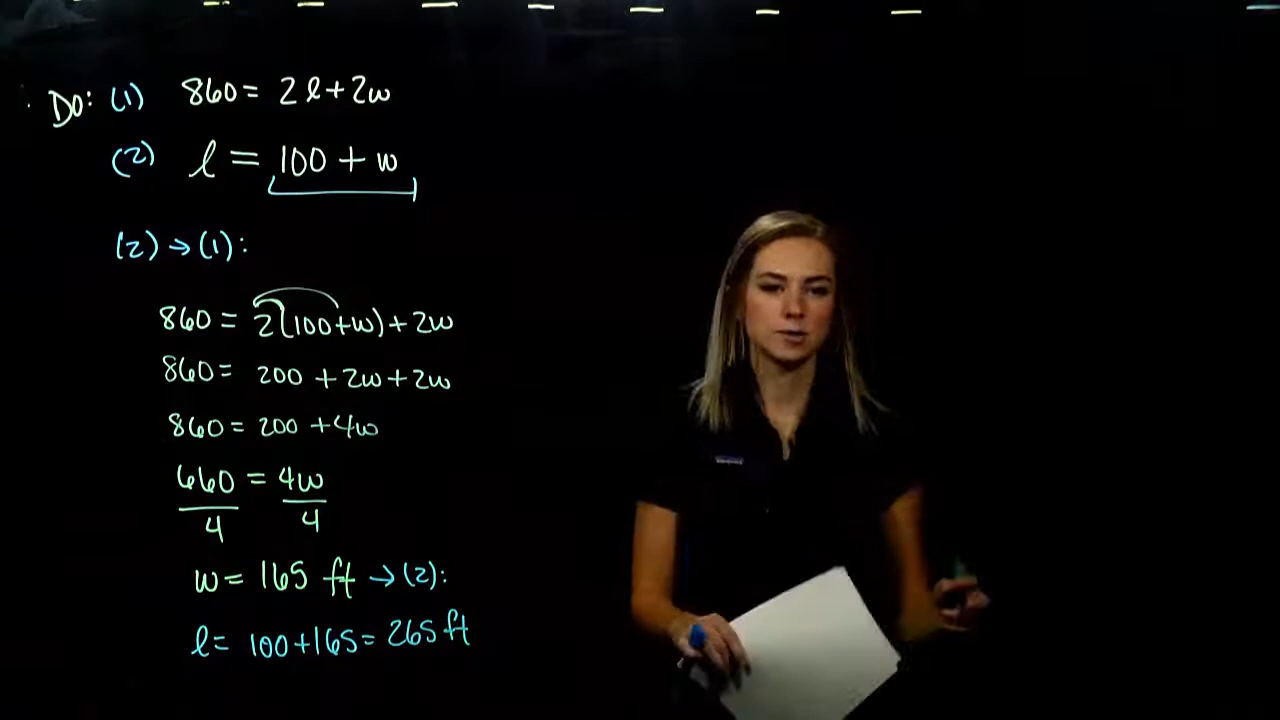 Do: (1) 860 = 2l + 2w
(2) l = 100 + w
(2) → (1):
860 = 2(100+w) + 2w
860 = 200 + 2w + 2w
860 = 200 + 4w
660 = 4w
4 4
w = 165 ft → (2):
l = 100 + 165 = 265 ft